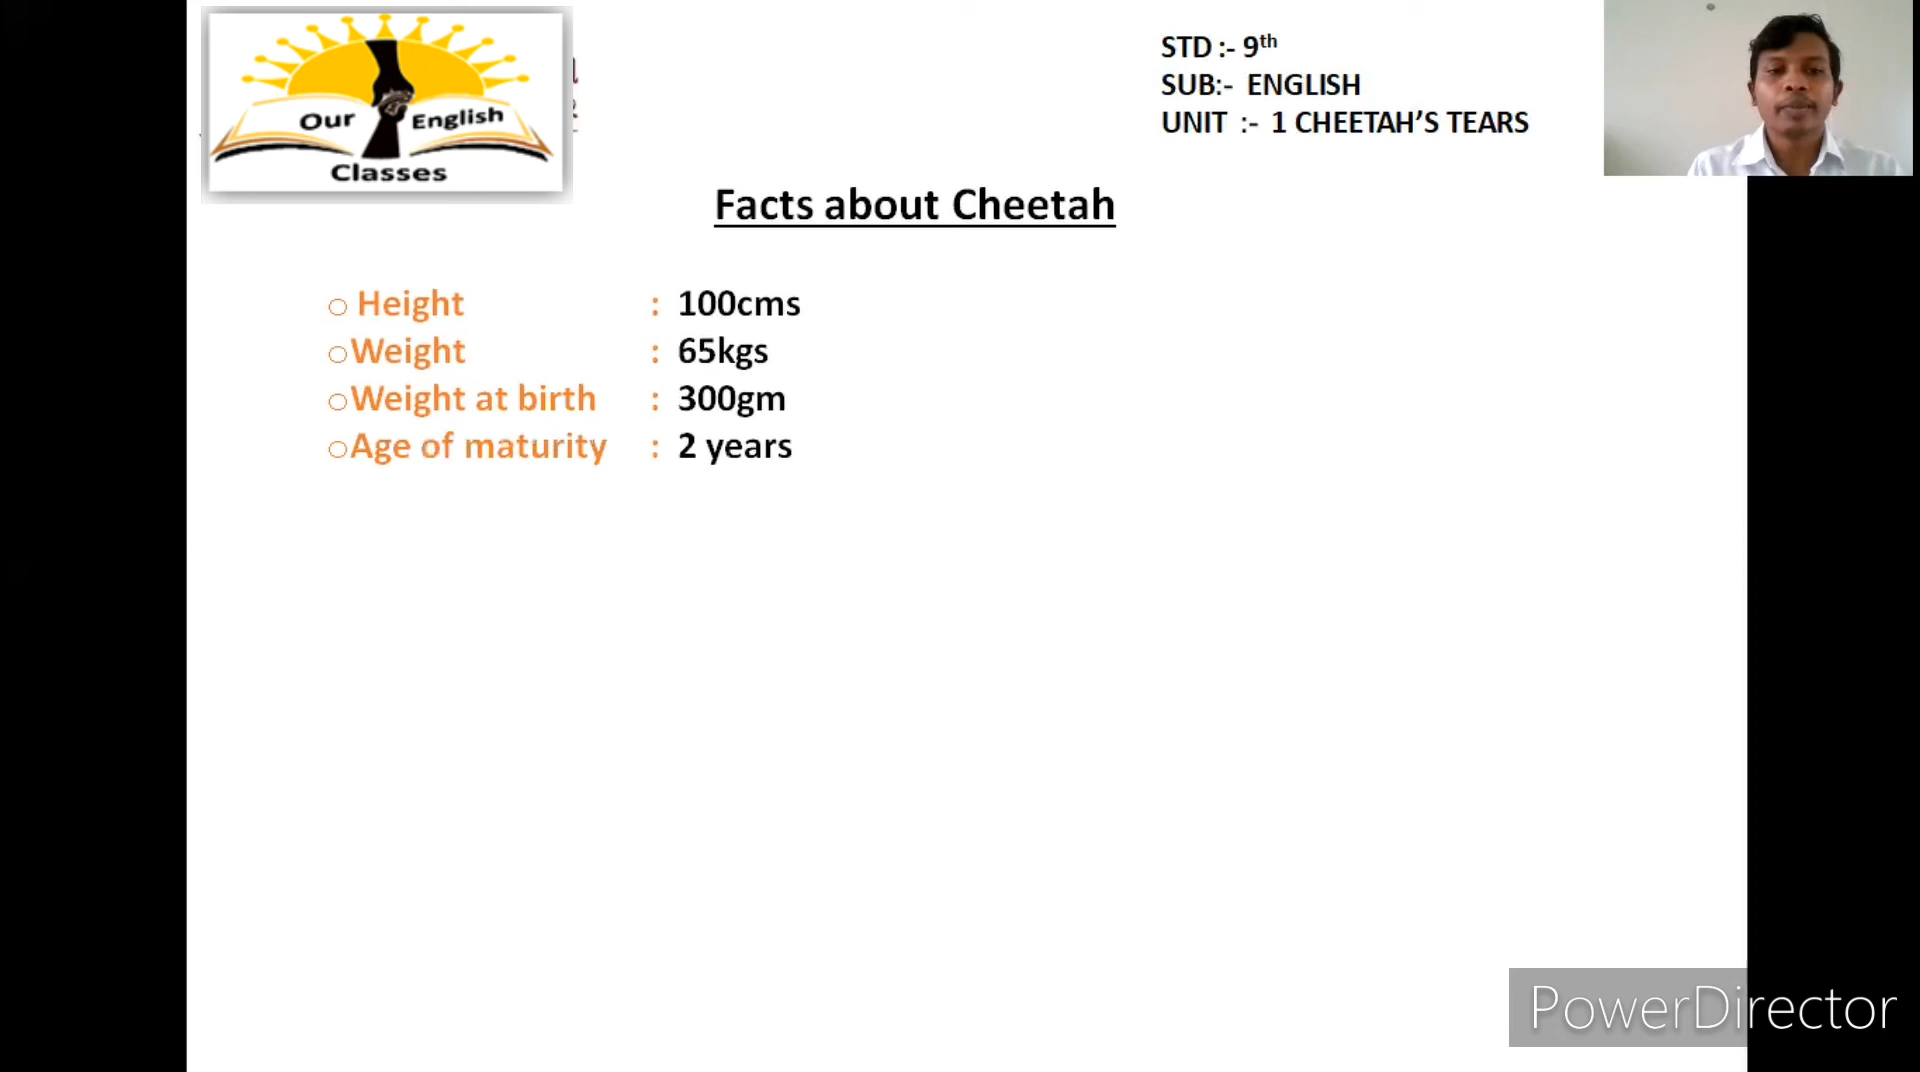 Our English
Classes
STD :- 9th
SUB:- ENGLISH
UNIT :- 1 CHEETAH'S TEARS
Facts about Cheetah
Height : 100cms
Weight : 65kgs
Weight at birth : 300gm
Age of maturity : 2 years
PowerDirector